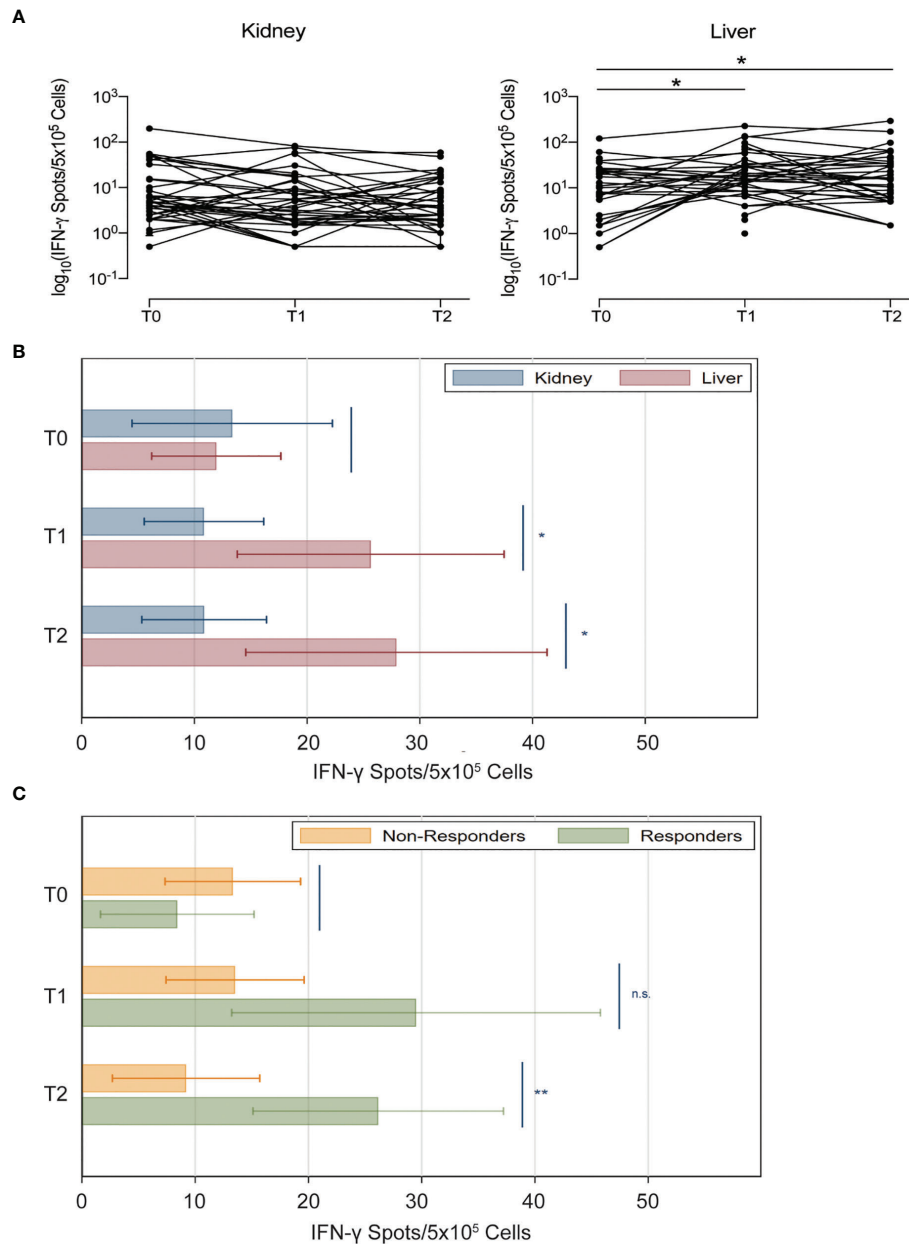 A
Kidney
log₁₀(IFN-γ Spots/5x10⁵ Cells)
10³
10²
10¹
10⁰
10⁻¹
T0 T1 T2
Liver
*
*
log₁₀(IFN-γ Spots/5x10⁵ Cells)
10³
10²
10¹
10⁰
10⁻¹
T0 T1 T2
B
Kidney Liver
T0
T1 *
T2 *
0 10 20 30 40 50
IFN-γ Spots/5x10⁵ Cells
C
Non-Responders Responders
T0
T1 n.s.
T2 **
0 10 20 30 40 50
IFN-γ Spots/5x10⁵ Cells